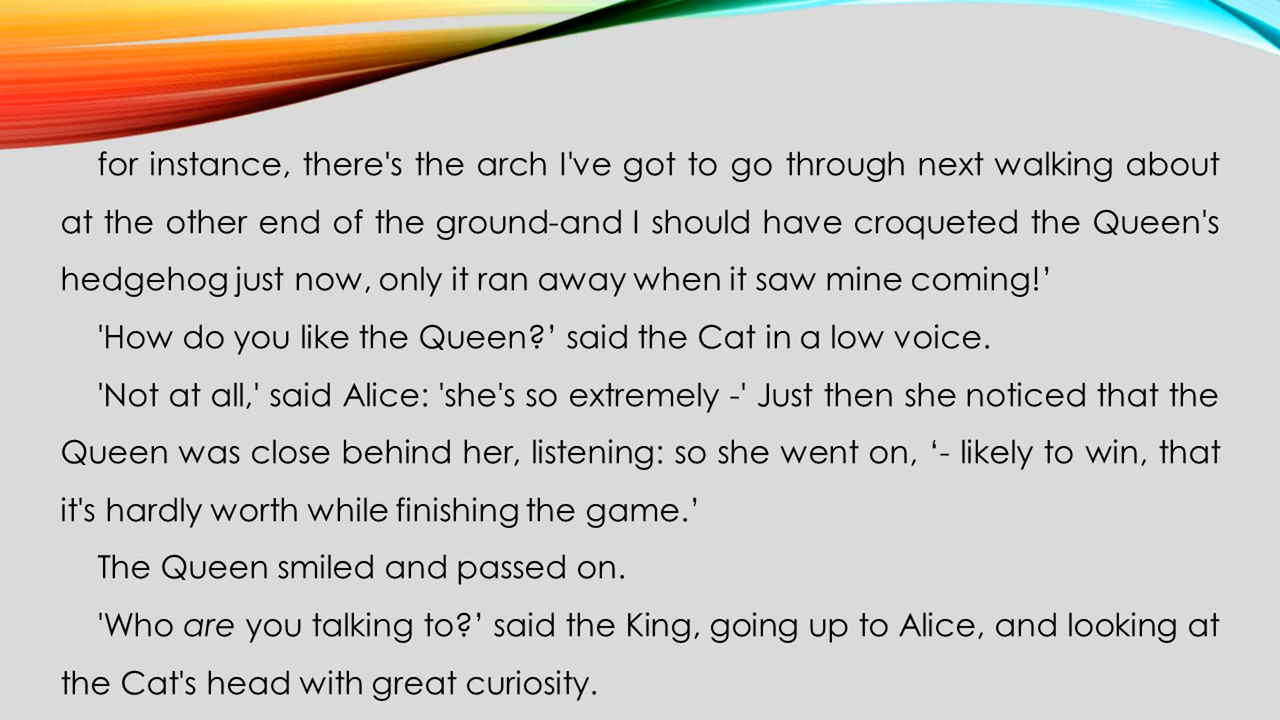 for instance, there's the arch I've got to go through next walking about
at the other end of the ground-and I should have croqueted the Queen's
hedgehog just now, only it ran away when it saw mine coming!’
'How do you like the Queen?’ said the Cat in a low voice.
'Not at all,' said Alice: 'she's so extremely -' Just then she noticed that the
Queen was close behind her, listening: so she went on, ‘- likely to win, that
it's hardly worth while finishing the game.’
The Queen smiled and passed on.
'Who are you talking to?’ said the King, going up to Alice, and looking at
the Cat's head with great curiosity.